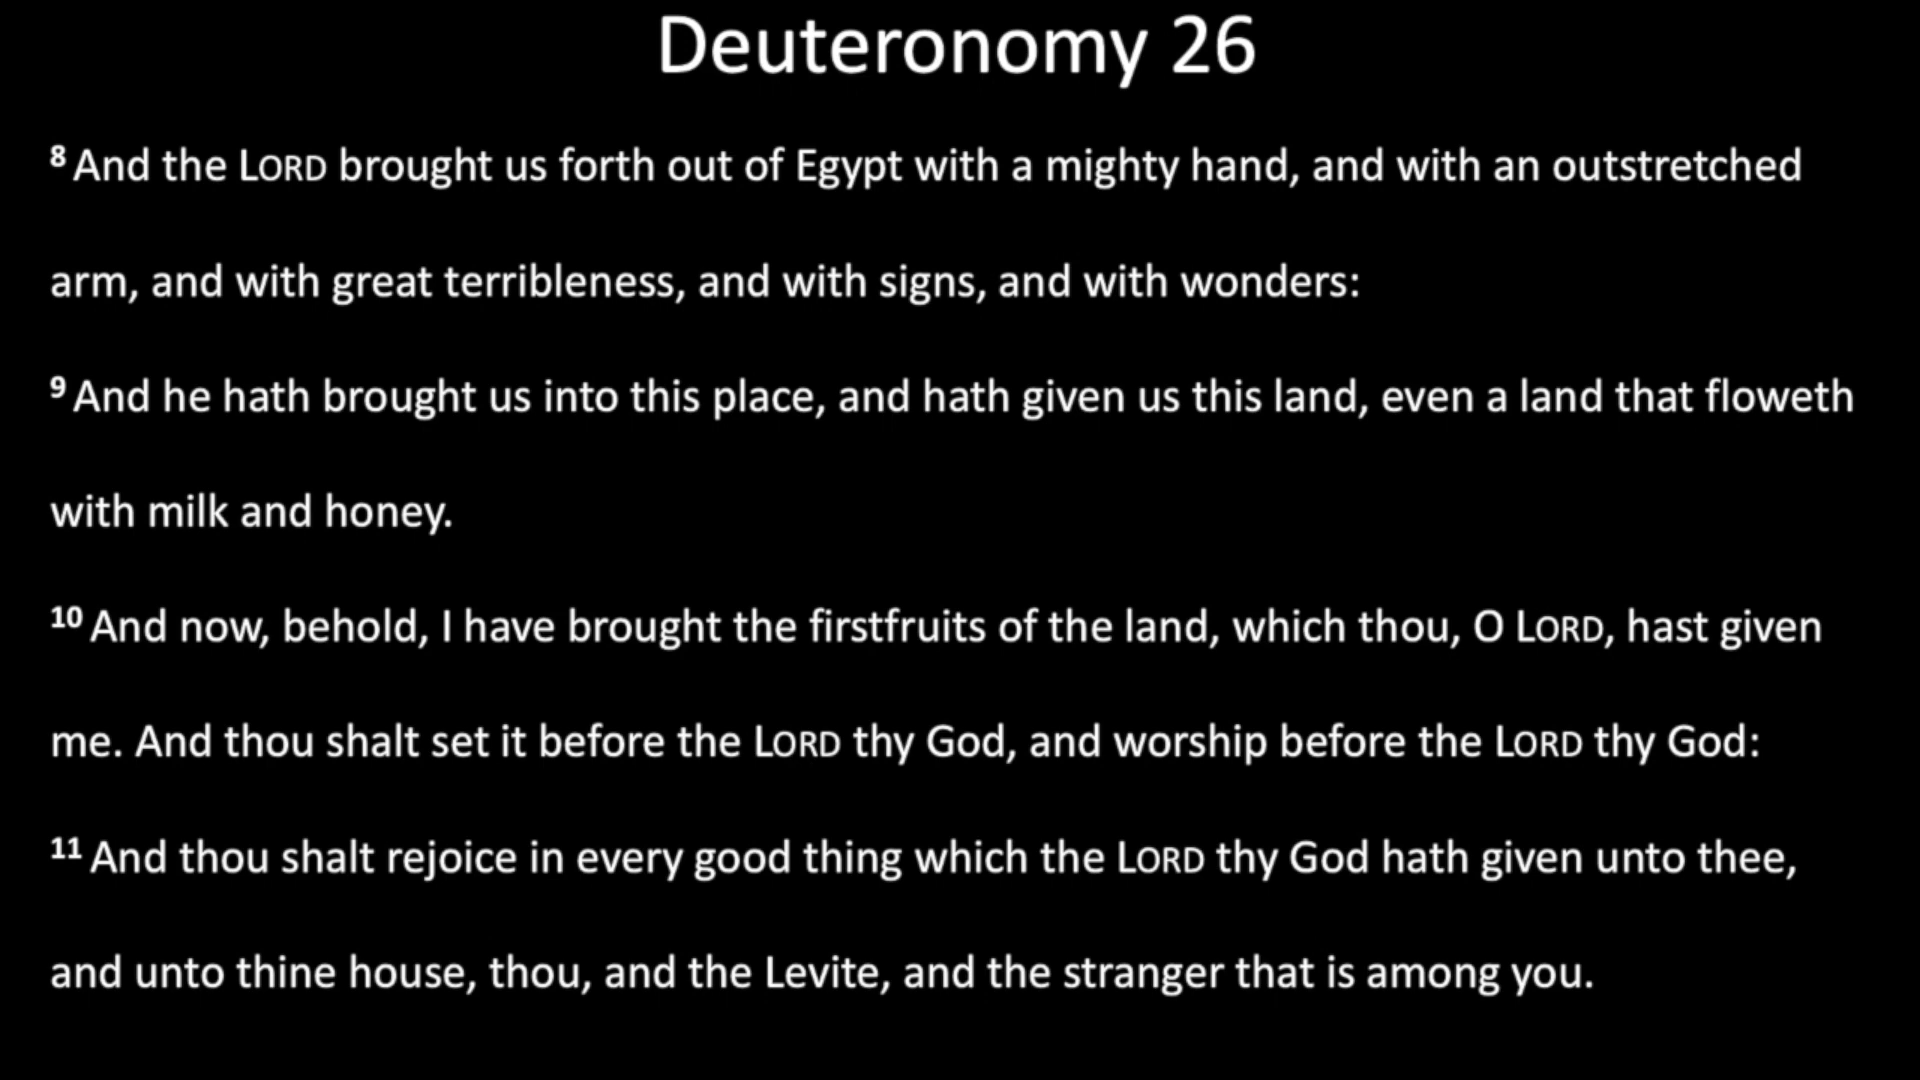 Deuteronomy 26
8 And the LORD brought us forth out of Egypt with a mighty hand, and with an outstretched
arm, and with great terribleness, and with signs, and with wonders:
9 And he hath brought us into this place, and hath given us this land, even a land that floweth
with milk and honey.
10 And now, behold, I have brought the firstfruits of the land, which thou, O LORD, hast given
me. And thou shalt set it before the LORD thy God, and worship before the LORD thy God:
11 And thou shalt rejoice in every good thing which the LORD thy God hath given unto thee,
and unto thine house, thou, and the Levite, and the stranger that is among you.